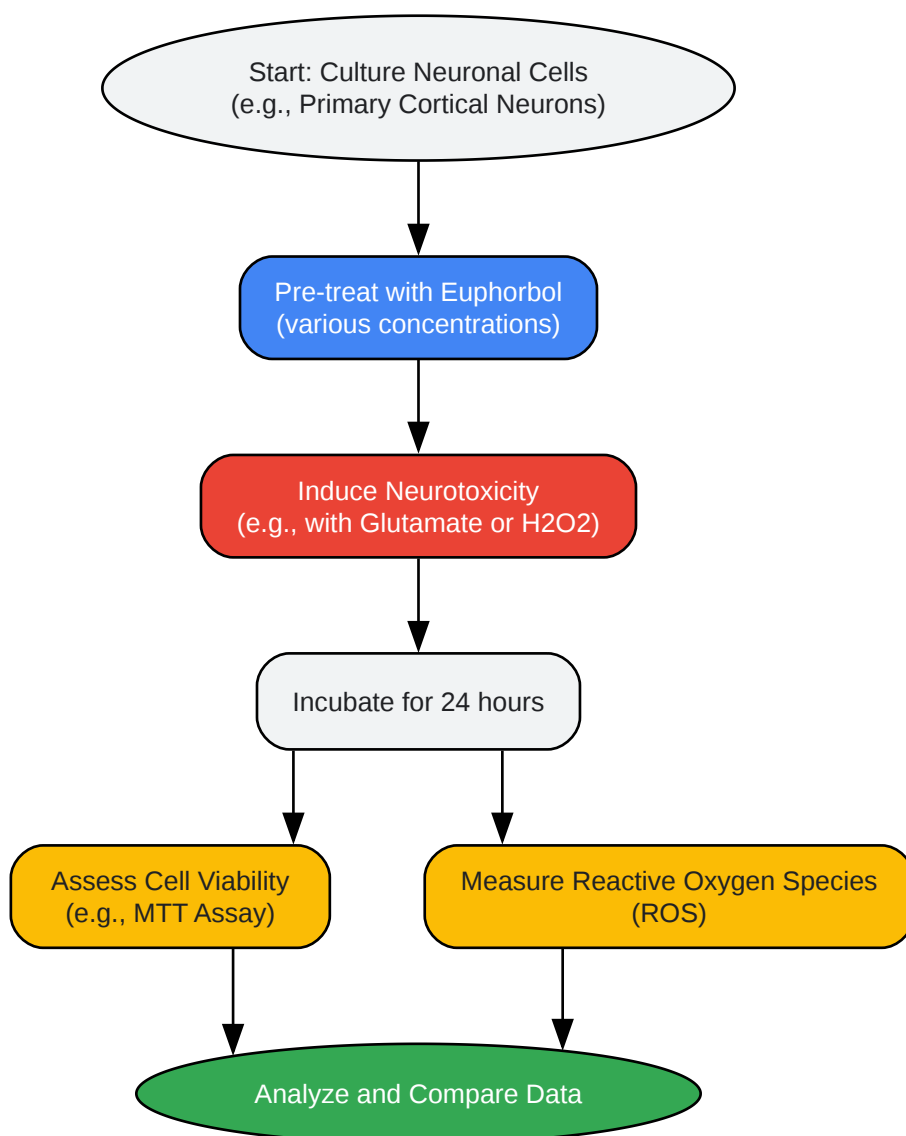 Start: Culture Neuronal Cells
(e.g., Primary Cortical Neurons)
Pre-treat with Euphorbol
(various concentrations)
Induce Neurotoxicity
(e.g., with Glutamate or H2O2)
Incubate for 24 hours
Assess Cell Viability
(e.g., MTT Assay)
Measure Reactive Oxygen Species
(ROS)
Analyze and Compare Data